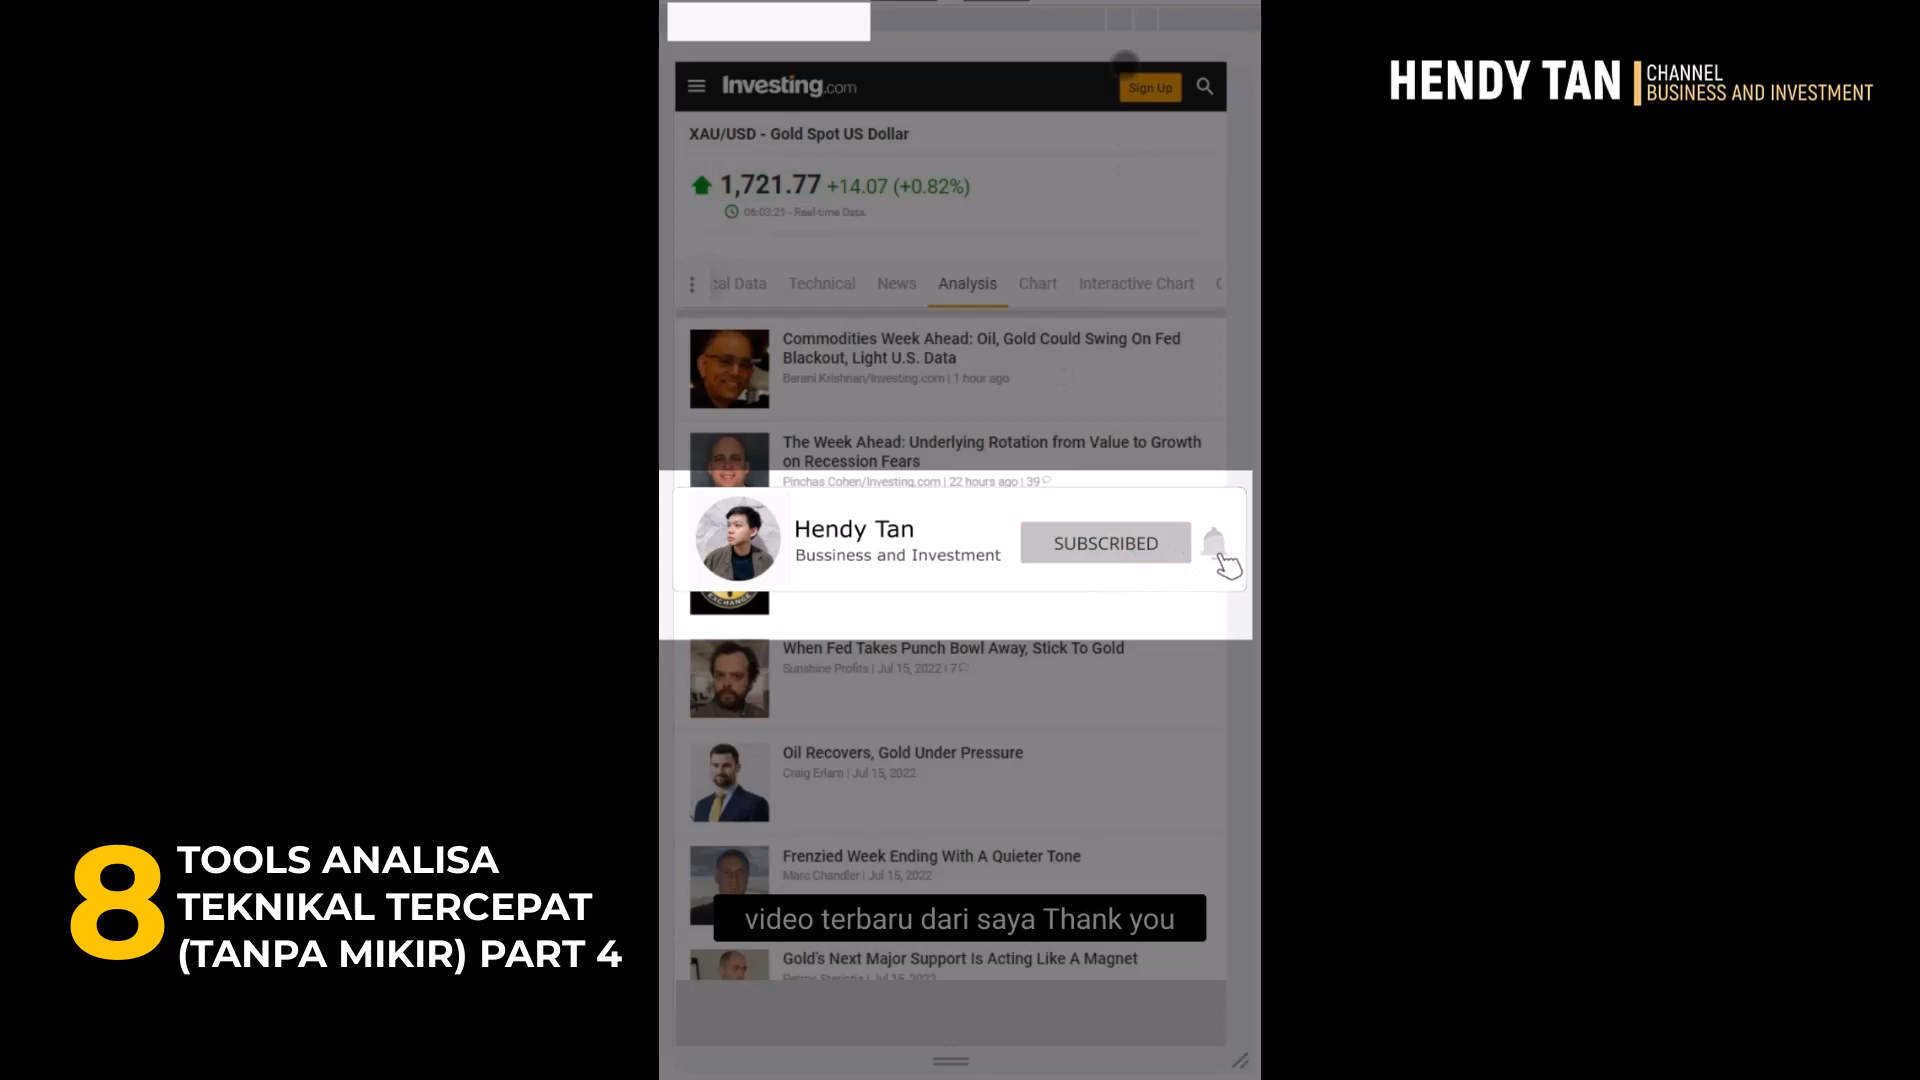 HENDY TAN
CHANNEL
BUSINESS AND INVESTMENT
Investing.com
Sign Up
XAU/USD - Gold Spot US Dollar
1,721.77 +14.07 (+0.82%)
06:03:21 - Real-time Data.
cal Data Technical News Analysis Chart Interactive Chart
Commodities Week Ahead: Oil, Gold Could Swing On Fed
Blackout, Light U.S. Data
Barani Krishnan/Investing.com | 1 hour ago
The Week Ahead: Underlying Rotation from Value to Growth
on Recession Fears
Pinchas Cohen/Investing.com | 22 hours ago | 39
Hendy Tan
Bussiness and Investment
SUBSCRIBED
EXCHANGE
When Fed Takes Punch Bowl Away, Stick To Gold
Sunshine Profits | Jul 15, 2022 | 7
Oil Recovers, Gold Under Pressure
Craig Erlam | Jul 15, 2022
Frenzied Week Ending With A Quieter Tone
Marc Chandler | Jul 15, 2022
video terbaru dari saya Thank you
Gold's Next Major Support Is Acting Like A Magnet
Jul 15, 2022
8 TOOLS ANALISA
TEKNIKAL TERCEPAT
(TANPA MIKIR) PART 4